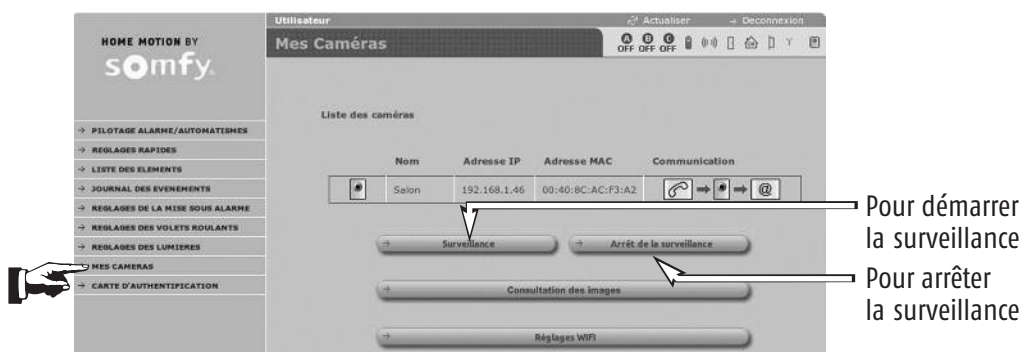 Utilisateur
Actualiser
Deconnexion
HOME MOTION BY
somfy.
Mes Caméras
A B C
OFF OFF OFF
Liste des caméras
PILOTAGE ALARME/AUTOMATISMES
REGLAGES RAPIDES
LISTE DES ELEMENTS
JOURNAL DES EVENEMENTS
REGLAGES DE LA MISE SOUS ALARME
REGLAGES DES VOLETS ROULANTS
REGLAGES DES LUMIERES
MES CAMERAS
CARTE D'AUTHENTIFICATION
Nom Adresse IP Adresse MAC Communication
Salon 192.168.1.46 00:40:8C:AC:F3:A2 @
Surveillance
Arrêt de la surveillance
Consultation des images
Réglages WIFI
Pour démarrer
la surveillance
Pour arrêter
la surveillance